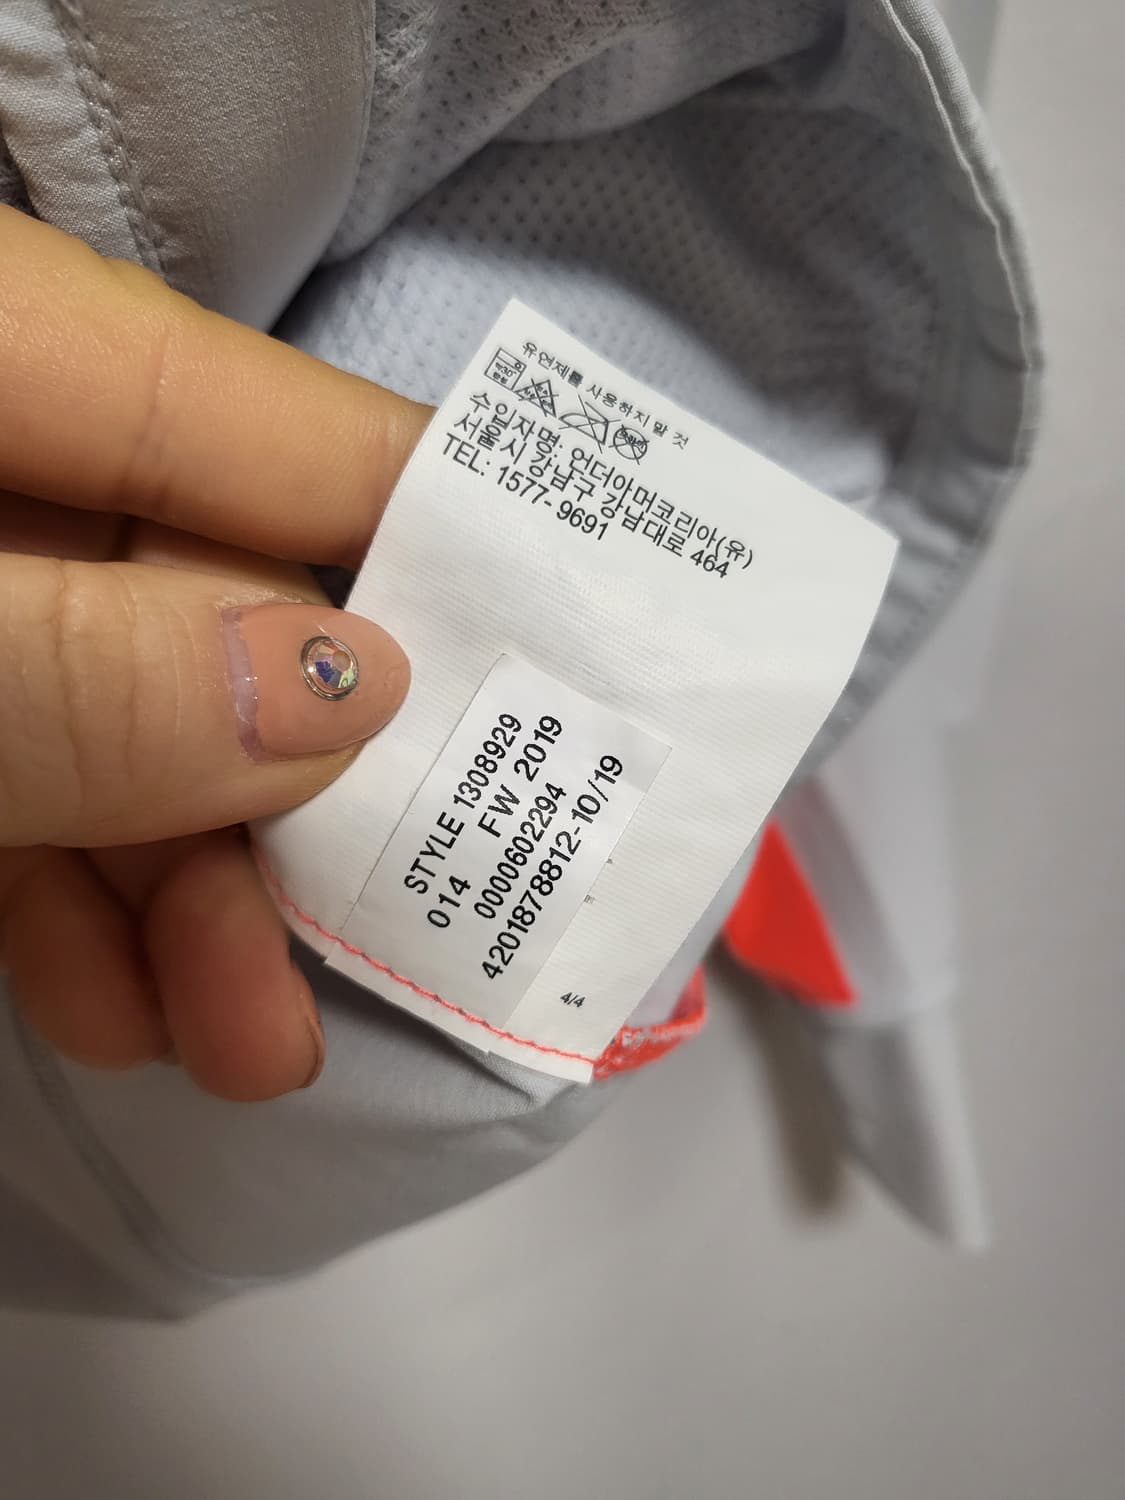 유연제를 사용하지 말 것
수입자명: 언더아머코리아(유)
서울시 강남구 강남대로 464
TEL: 1577-9691
STYLE 1308929
014 FW 2019
0000602294
4201878812-10/19
4/4